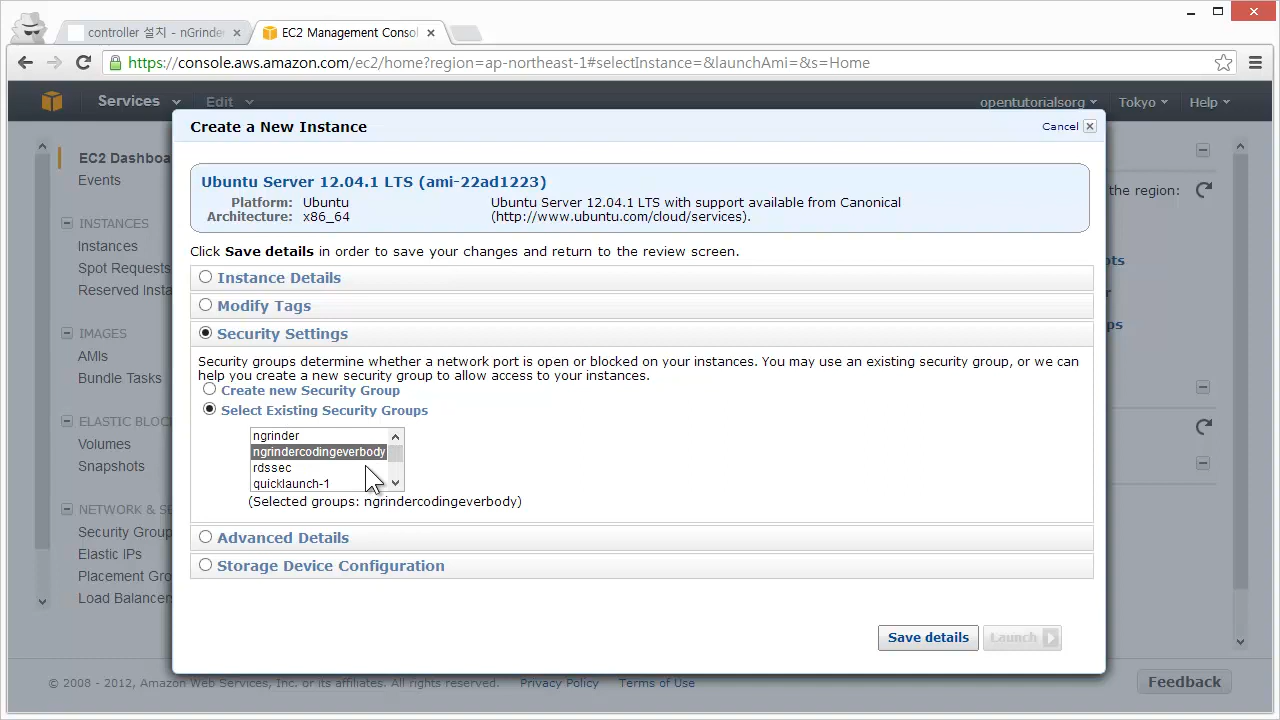 controller 설치 - nGrinder
EC2 Management Consol
https://console.aws.amazon.com/ec2/home?region=ap-northeast-1#selectInstance=&launchAmi=&s=Home
Services
Edit
opentutorialsorg
Tokyo
Help
EC2 Dashboa
Events
INSTANCES
Instances
Spot Requests
Reserved Insta
IMAGES
AMIs
Bundle Tasks
ELASTIC BLOC
Volumes
Snapshots
NETWORK & SE
Security Group
Elastic IPs
Placement Gro
Load Balancer
Create a New Instance
Cancel
Ubuntu Server 12.04.1 LTS (ami-22ad1223)
Platform: Ubuntu
Architecture: x86_64
Ubuntu Server 12.04.1 LTS with support available from Canonical
(http://www.ubuntu.com/cloud/services).
Click Save details in order to save your changes and return to the review screen.
Instance Details
Modify Tags
Security Settings
Security groups determine whether a network port is open or blocked on your instances. You may use an existing security group, or we can
help you create a new security group to allow access to your instances.
Create new Security Group
Select Existing Security Groups
ngrinder
ngrindercodingeverbody
rdssec
quicklaunch-1
(Selected groups: ngrindercodingeverbody)
Advanced Details
Storage Device Configuration
Save details
Launch
the region:
ots
r
ps
© 2008 - 2012, Amazon Web Services, Inc. or its affiliates. All rights reserved.
Privacy Policy
Terms of Use
Feedback